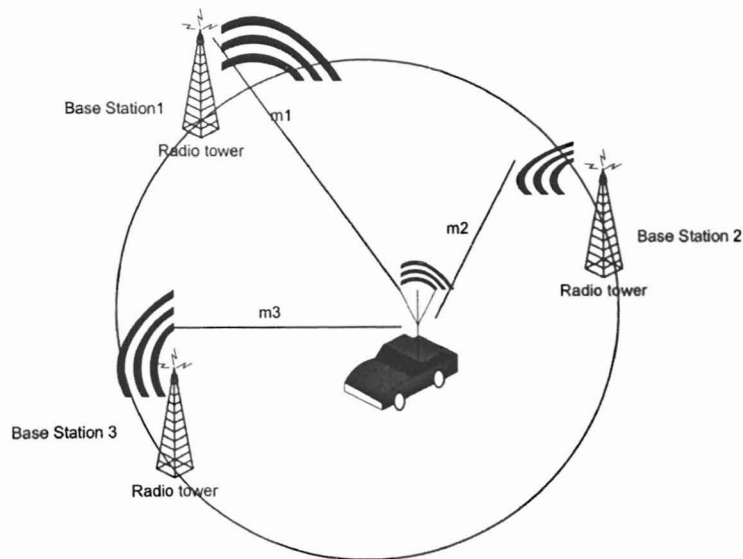 Base Station1
Radio tower
m1
m2
Base Station 2
Radio tower
m3
Base Station 3
Radio tower